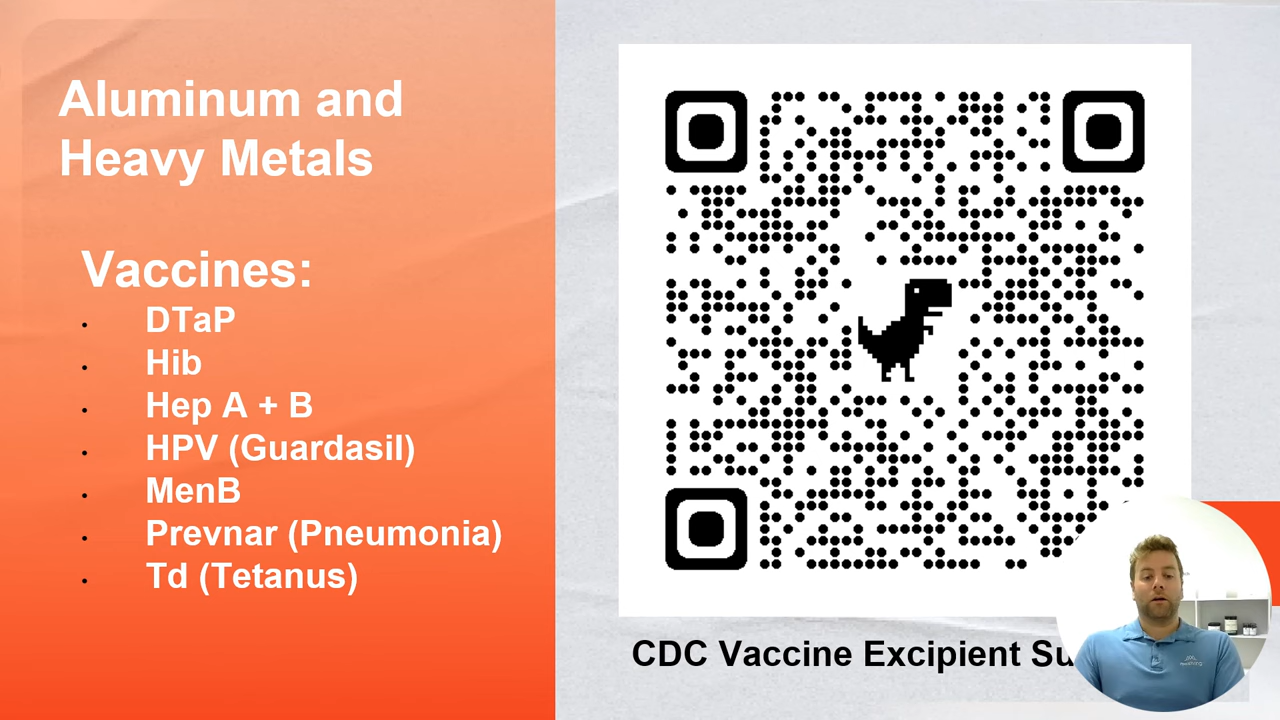 Aluminum and
Heavy Metals
Vaccines:
DTaP
Hib
Hep A + B
HPV (Guardasil)
MenB
Prevnar (Pneumonia)
Td (Tetanus)
CDC Vaccine Excipient Su